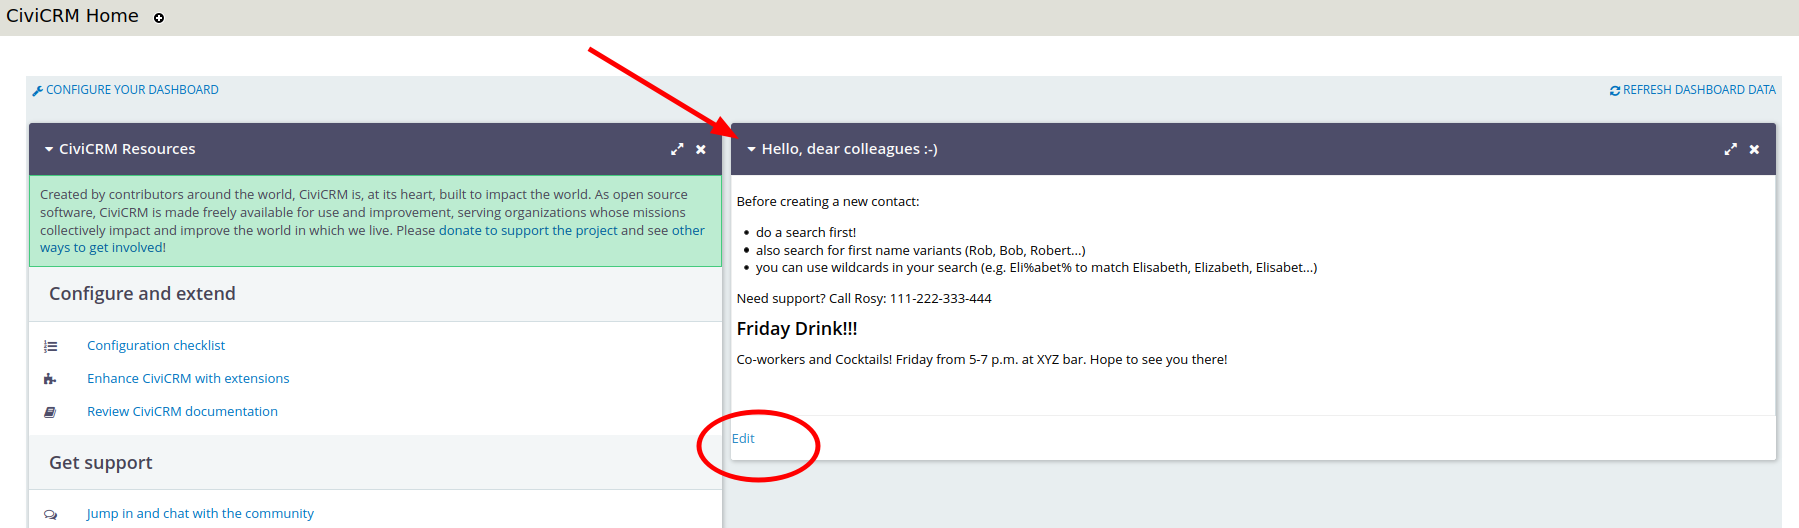 CiviCRM Home
CONFIGURE YOUR DASHBOARD
REFRESH DASHBOARD DATA
CiviCRM Resources
Created by contributors around the world, CiviCRM is, at its heart, built to impact the world. As open source
software, CiviCRM is made freely available for use and improvement, serving organizations whose missions
collectively impact and improve the world in which we live. Please donate to support the project and see other
ways to get involved!
Configure and extend
Configuration checklist
Enhance CiviCRM with extensions
Review CiviCRM documentation
Get support
Jump in and chat with the community
Hello, dear colleagues :-)
Before creating a new contact:
• do a search first!
• also search for first name variants (Rob, Bob, Robert...)
• you can use wildcards in your search (e.g. Eli%abet% to match Elisabeth, Elizabeth, Elisabet...)
Need support? Call Rosy: 111-222-333-444
Friday Drink!!!
Co-workers and Cocktails! Friday from 5-7 p.m. at XYZ bar. Hope to see you there!
Edit